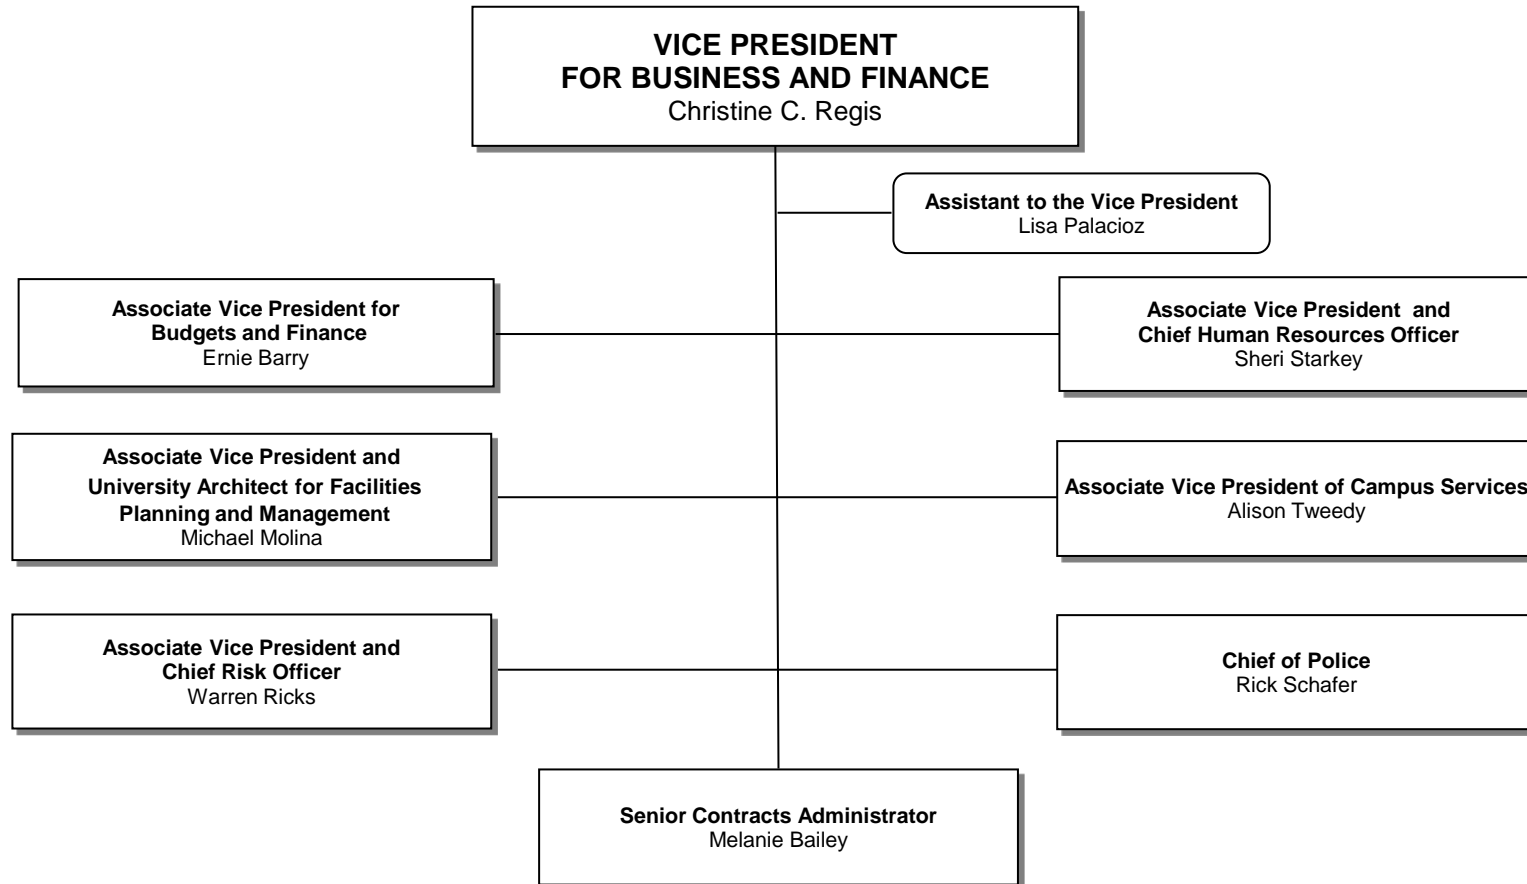 VICE PRESIDENT
FOR BUSINESS AND FINANCE
Christine C. Regis
Assistant to the Vice President
Lisa Palacioz
Associate Vice President for
Budgets and Finance
Ernie Barry
Associate Vice President and
Chief Human Resources Officer
Sheri Starkey
Associate Vice President and
University Architect for Facilities
Planning and Management
Michael Molina
Associate Vice President of Campus Services
Alison Tweedy
Associate Vice President and
Chief Risk Officer
Warren Ricks
Chief of Police
Rick Schafer
Senior Contracts Administrator
Melanie Bailey